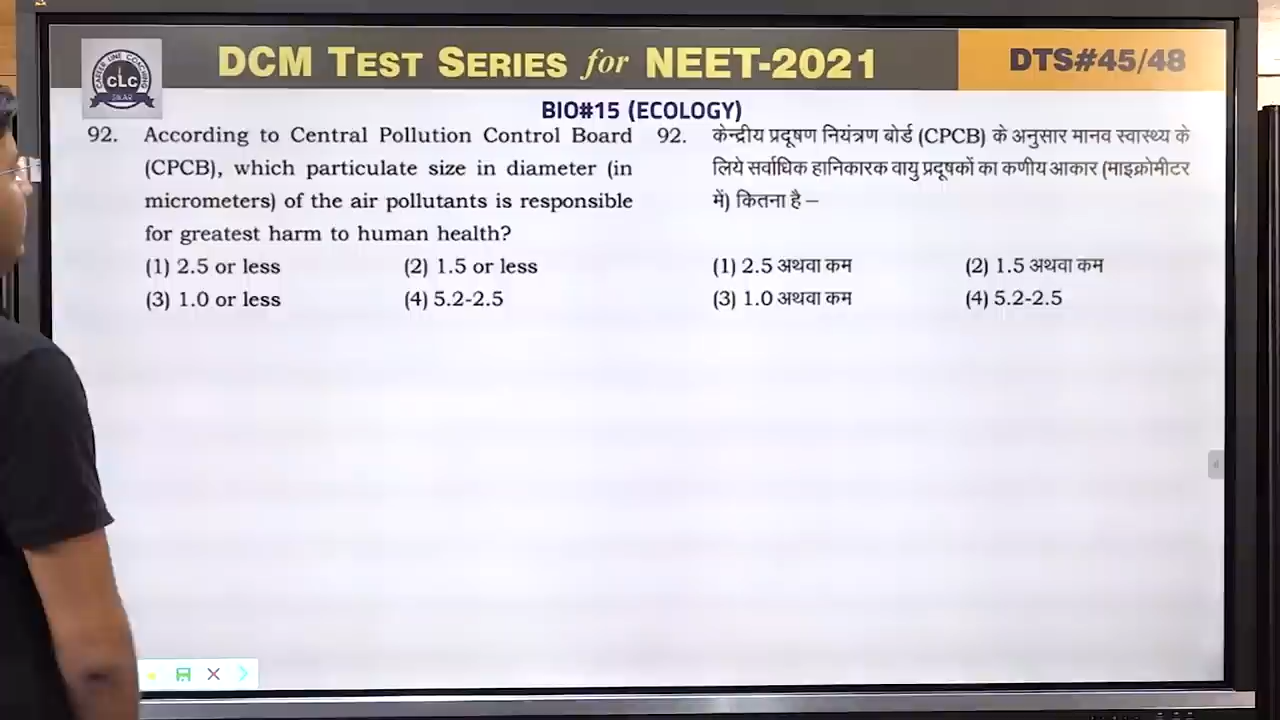 DCM TEST SERIES for NEET-2021
DTS#45/48
CAREER LINE COACHING
CLC
SIKAR
BIO#15 (ECOLOGY)
92. According to Central Pollution Control Board
(CPCB), which particulate size in diameter (in
micrometers) of the air pollutants is responsible
for greatest harm to human health?
(1) 2.5 or less (2) 1.5 or less
(3) 1.0 or less (4) 5.2-2.5
92. केन्द्रीय प्रदूषण नियंत्रण बोर्ड (CPCB) के अनुसार मानव स्वास्थ्य के
लिये सर्वाधिक हानिकारक वायु प्रदूषकों का कणीय आकार (माइक्रोमीटर
में) कितना है –
(1) 2.5 अथवा कम (2) 1.5 अथवा कम
(3) 1.0 अथवा कम (4) 5.2-2.5